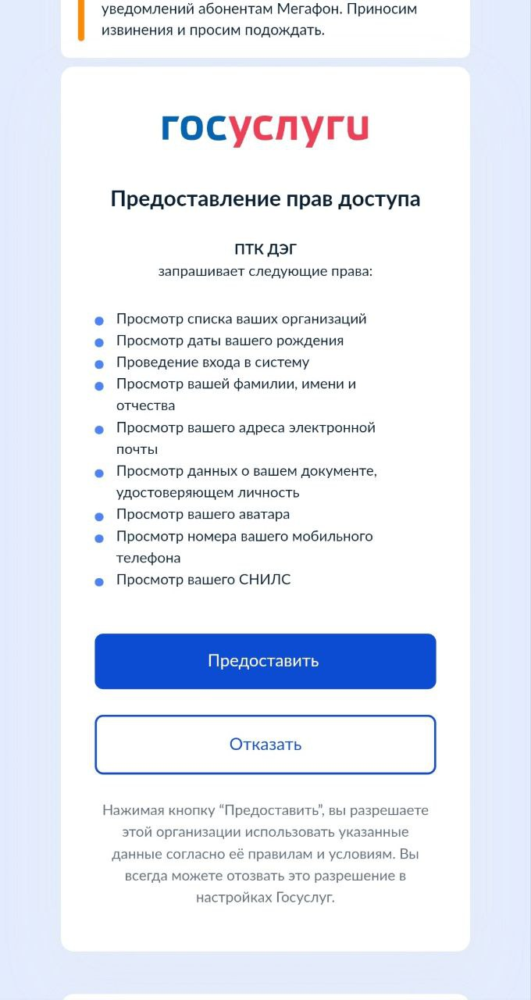 уведомлений абонентам Мегафон. Приносим
извинения и просим подождать.
госуслуги
Предоставление прав доступа
ПТК ДЭГ
запрашивает следующие права:
Просмотр списка ваших организаций
Просмотр даты вашего рождения
Проведение входа в систему
Просмотр вашей фамилии, имени и
отчества
Просмотр вашего адреса электронной
почты
Просмотр данных о вашем документе,
удостоверяющем личность
Просмотр вашего аватара
Просмотр номера вашего мобильного
телефона
Просмотр вашего СНИЛС
Предоставить
Отказать
Нажимая кнопку “Предоставить”, вы разрешаете
этой организации использовать указанные
данные согласно её правилам и условиям. Вы
всегда можете отозвать это разрешение в
настройках Госуслуг.